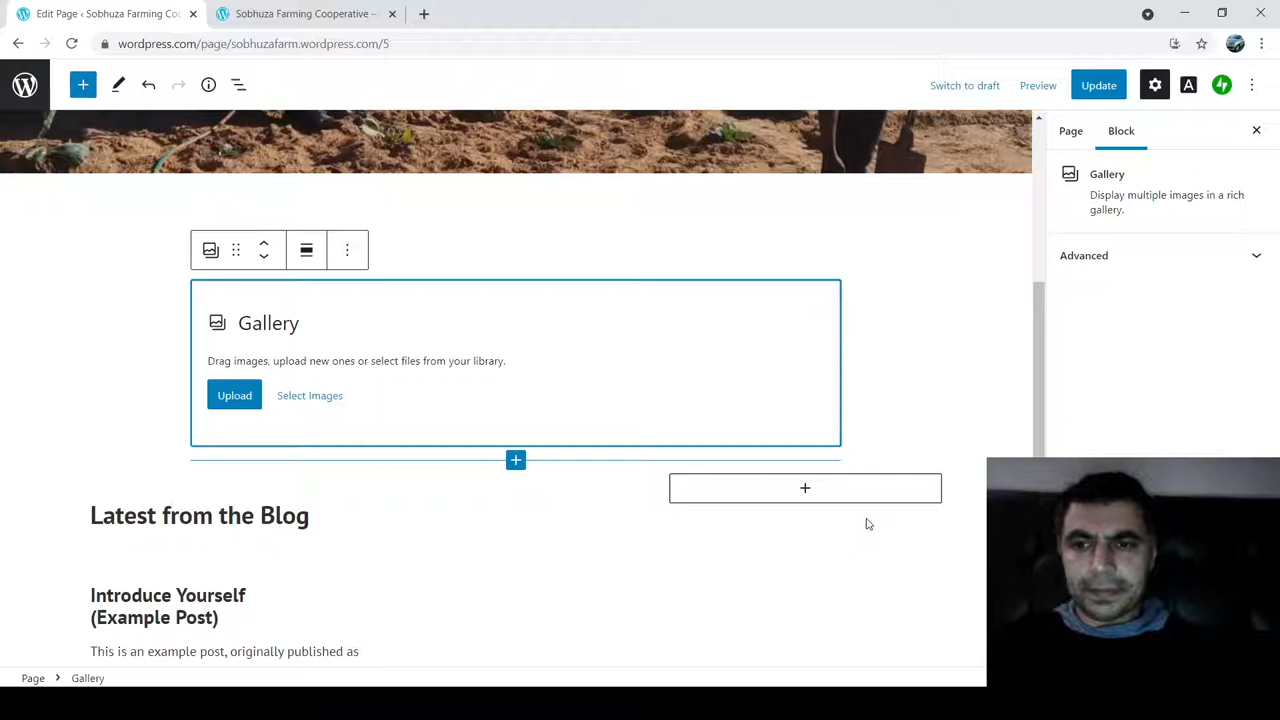 Edit Page ‹ Sobhuza Farming Co
Sobhuza Farming Cooperative –
wordpress.com/page/sobhuzafarm.wordpress.com/5
Switch to draft
Preview
Update
Page
Block
Gallery
Display multiple images in a rich
gallery.
Advanced
Gallery
Drag images, upload new ones or select files from your library.
Upload
Select Images
Latest from the Blog
Introduce Yourself
(Example Post)
This is an example post, originally published as
Page
Gallery